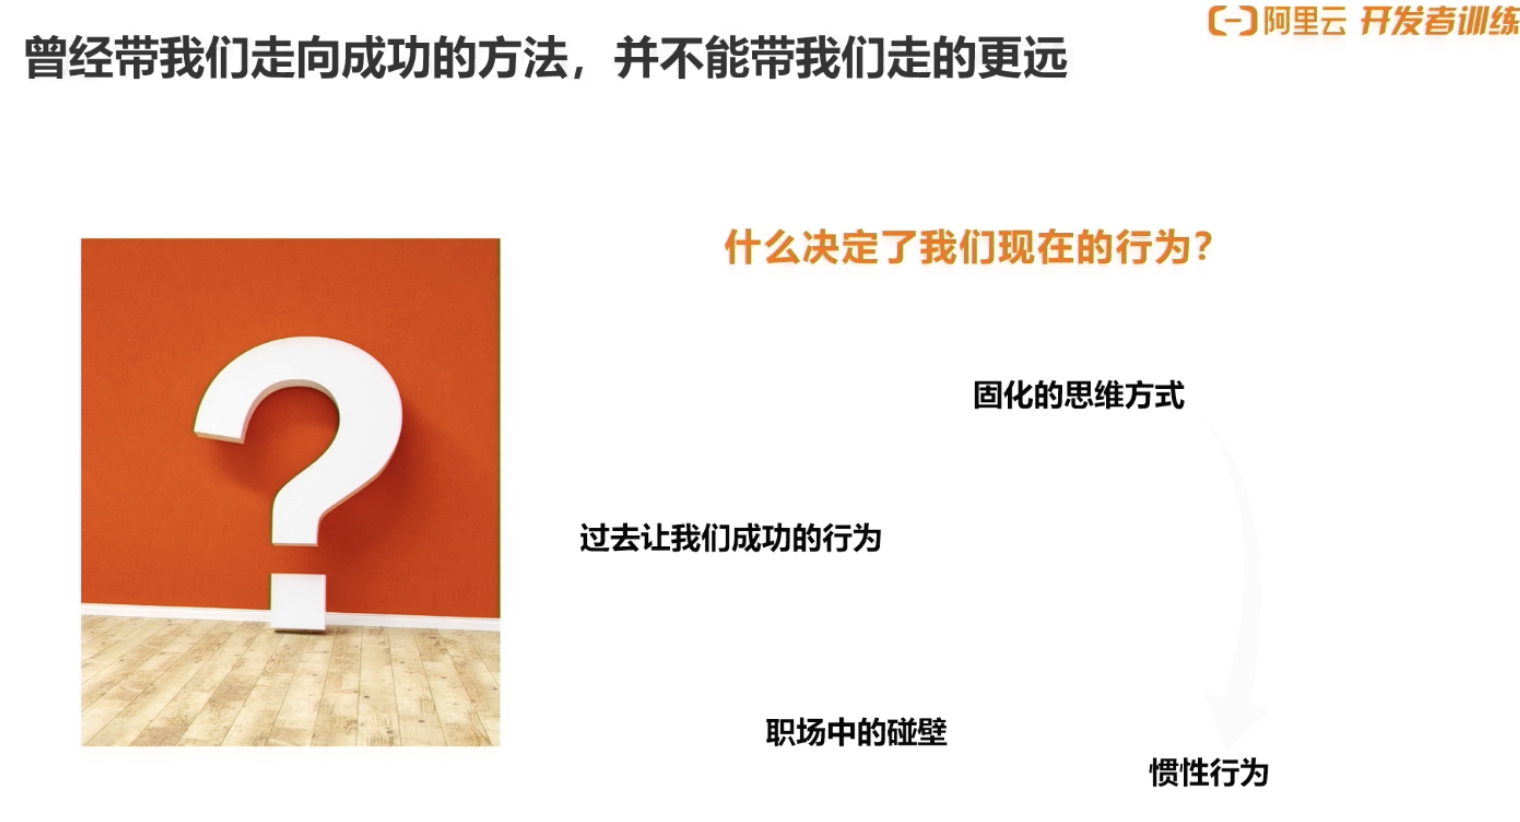 阿里云 开发者训练
曾经带我们走向成功的方法，并不能带我们走的更远
什么决定了我们现在的行为？
固化的思维方式
过去让我们成功的行为
职场中的碰壁
惯性行为